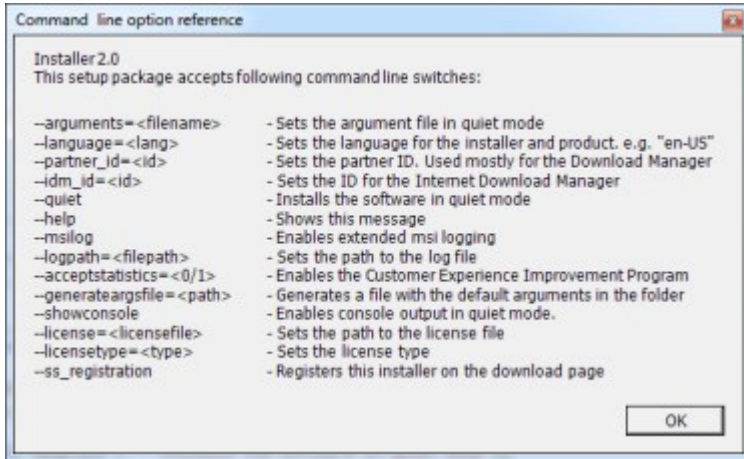 Command line option reference
Installer2.0
This setup package accepts following command line switches:
--arguments=<filename> - Sets the argument file in quiet mode
--language=<lang> - Sets the language for the installer and product. e.g. "en-US"
--partner_id=<id> - Sets the partner ID. Used mostly for the Download Manager
--idm_id=<id> - Sets the ID for the Internet Download Manager
--quiet - Installs the software in quiet mode
--help - Shows this message
--msilog - Enables extended msi logging
--logpath=<filepath> - Sets the path to the log file
--acceptstatistics=<0/1> - Enables the Customer Experience Improvement Program
--generateargsfile=<path> - Generates a file with the default arguments in the folder
--showconsole - Enables console output in quiet mode.
--license=<licensefile> - Sets the path to the license file
--licensetype=<type> - Sets the license type
--ss_registration - Registers this installer on the download page
OK